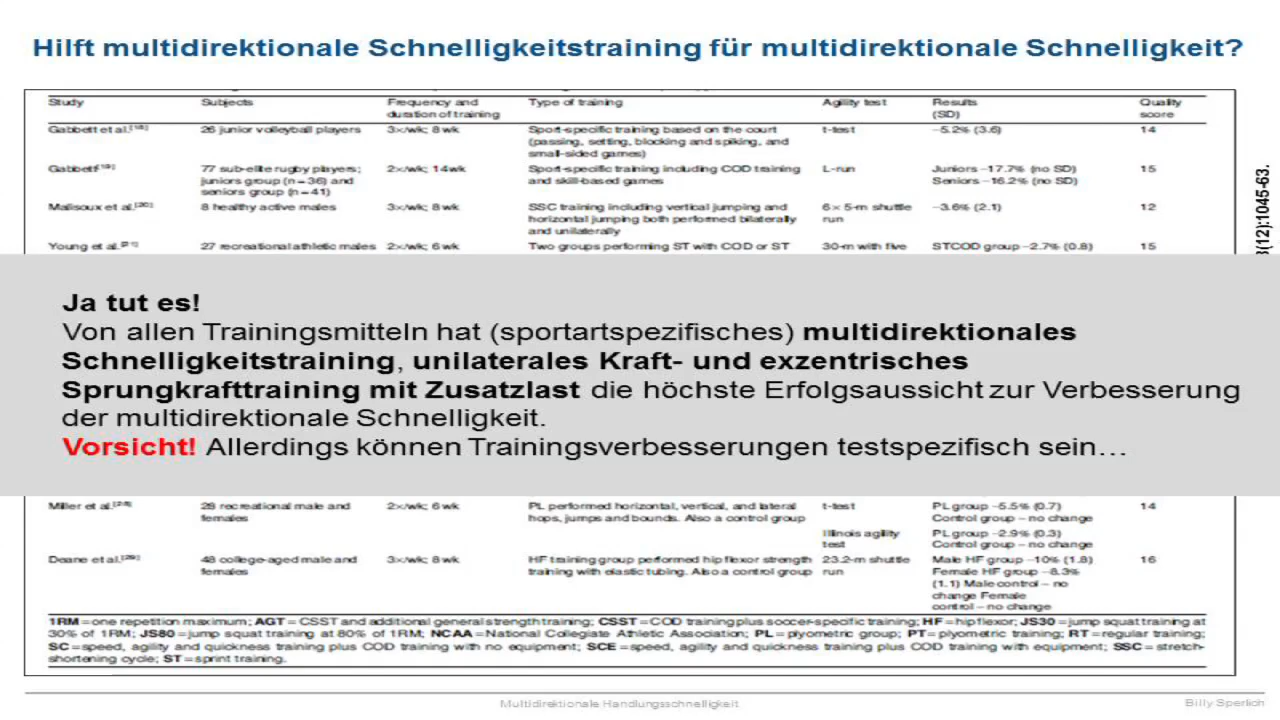 Hilft multidirektionale Schnelligkeitstraining für multidirektionale Schnelligkeit?
Study Subjects Frequency and duration of training Type of training Agility test Results (SD) Quality score
Gabbett et al.[18] 26 junior volleyball players 3×/wk; 8 wk Sport-specific training based on the court (passing, setting, blocking and spiking, and small-sided games) t-test −5.2% (3.6) 14
Gabbett[19] 77 sub-elite rugby players; juniors group (n = 36) and seniors group (n = 41) 2×/wk; 14wk Sport-specific training including COD training and skill-based games L-run Juniors −17.7% (no SD) Seniors −16.2% (no SD) 15
Malisoux et al.[20] 8 healthy active males 3×/wk; 8 wk SSC training including vertical jumping and horizontal jumping both performed bilaterally and unilaterally 6 × 5-m shuttle run −3.6% (2.1) 12
Young et al.[21] 27 recreational athletic males 2×/wk; 6 wk Two groups performing ST with COD or ST 30-m with five STCOD group −2.7% (0.8) 15
(12):1045-63.
Ja tut es!
Von allen Trainingsmitteln hat (sportartspezifisches) multidirektionales
Schnelligkeitstraining, unilaterales Kraft- und exzentrisches
Sprungkrafttraining mit Zusatzlast die höchste Erfolgsaussicht zur Verbesserung
der multidirektionale Schnelligkeit.
Vorsicht! Allerdings können Trainingsverbesserungen testspezifisch sein…
Miller et al.[28] 28 recreational male and females 2×/wk; 6 wk PL performed horizontal, vertical, and lateral hops, jumps and bounds. Also a control group t-test PL group −5.5% (0.7) Control group – no change 14
Illinois agility test PL group −2.9% (0.3) Control group – no change
Deane et al.[29] 48 college-aged male and females 3×/wk; 8 wk HF training group performed hip flexor strength training with elastic tubing. Also a control group 23.2-m shuttle run Male HF group −10% (1.8) Female HF group −8.3% (1.1) Male control – no change Female control – no change 16
1RM = one repetition maximum; AGT = CSST and additional general strength training; CSST = COD training plus soccer-specific training; HF = hip flexor; JS30 = jump squat training at
30% of 1RM; JS80 = jump squat training at 80% of 1RM; NCAA = National Collegiate Athletic Association; PL = plyometric group; PT = plyometric training; RT = regular training;
SC = speed, agility and quickness training plus COD training with no equipment; SCE = speed, agility and quickness training plus COD training with equipment; SSC = stretch-
shortening cycle; ST = sprint training.
Multidirektionale Handlungsschnelligkeit
Billy Sperlich